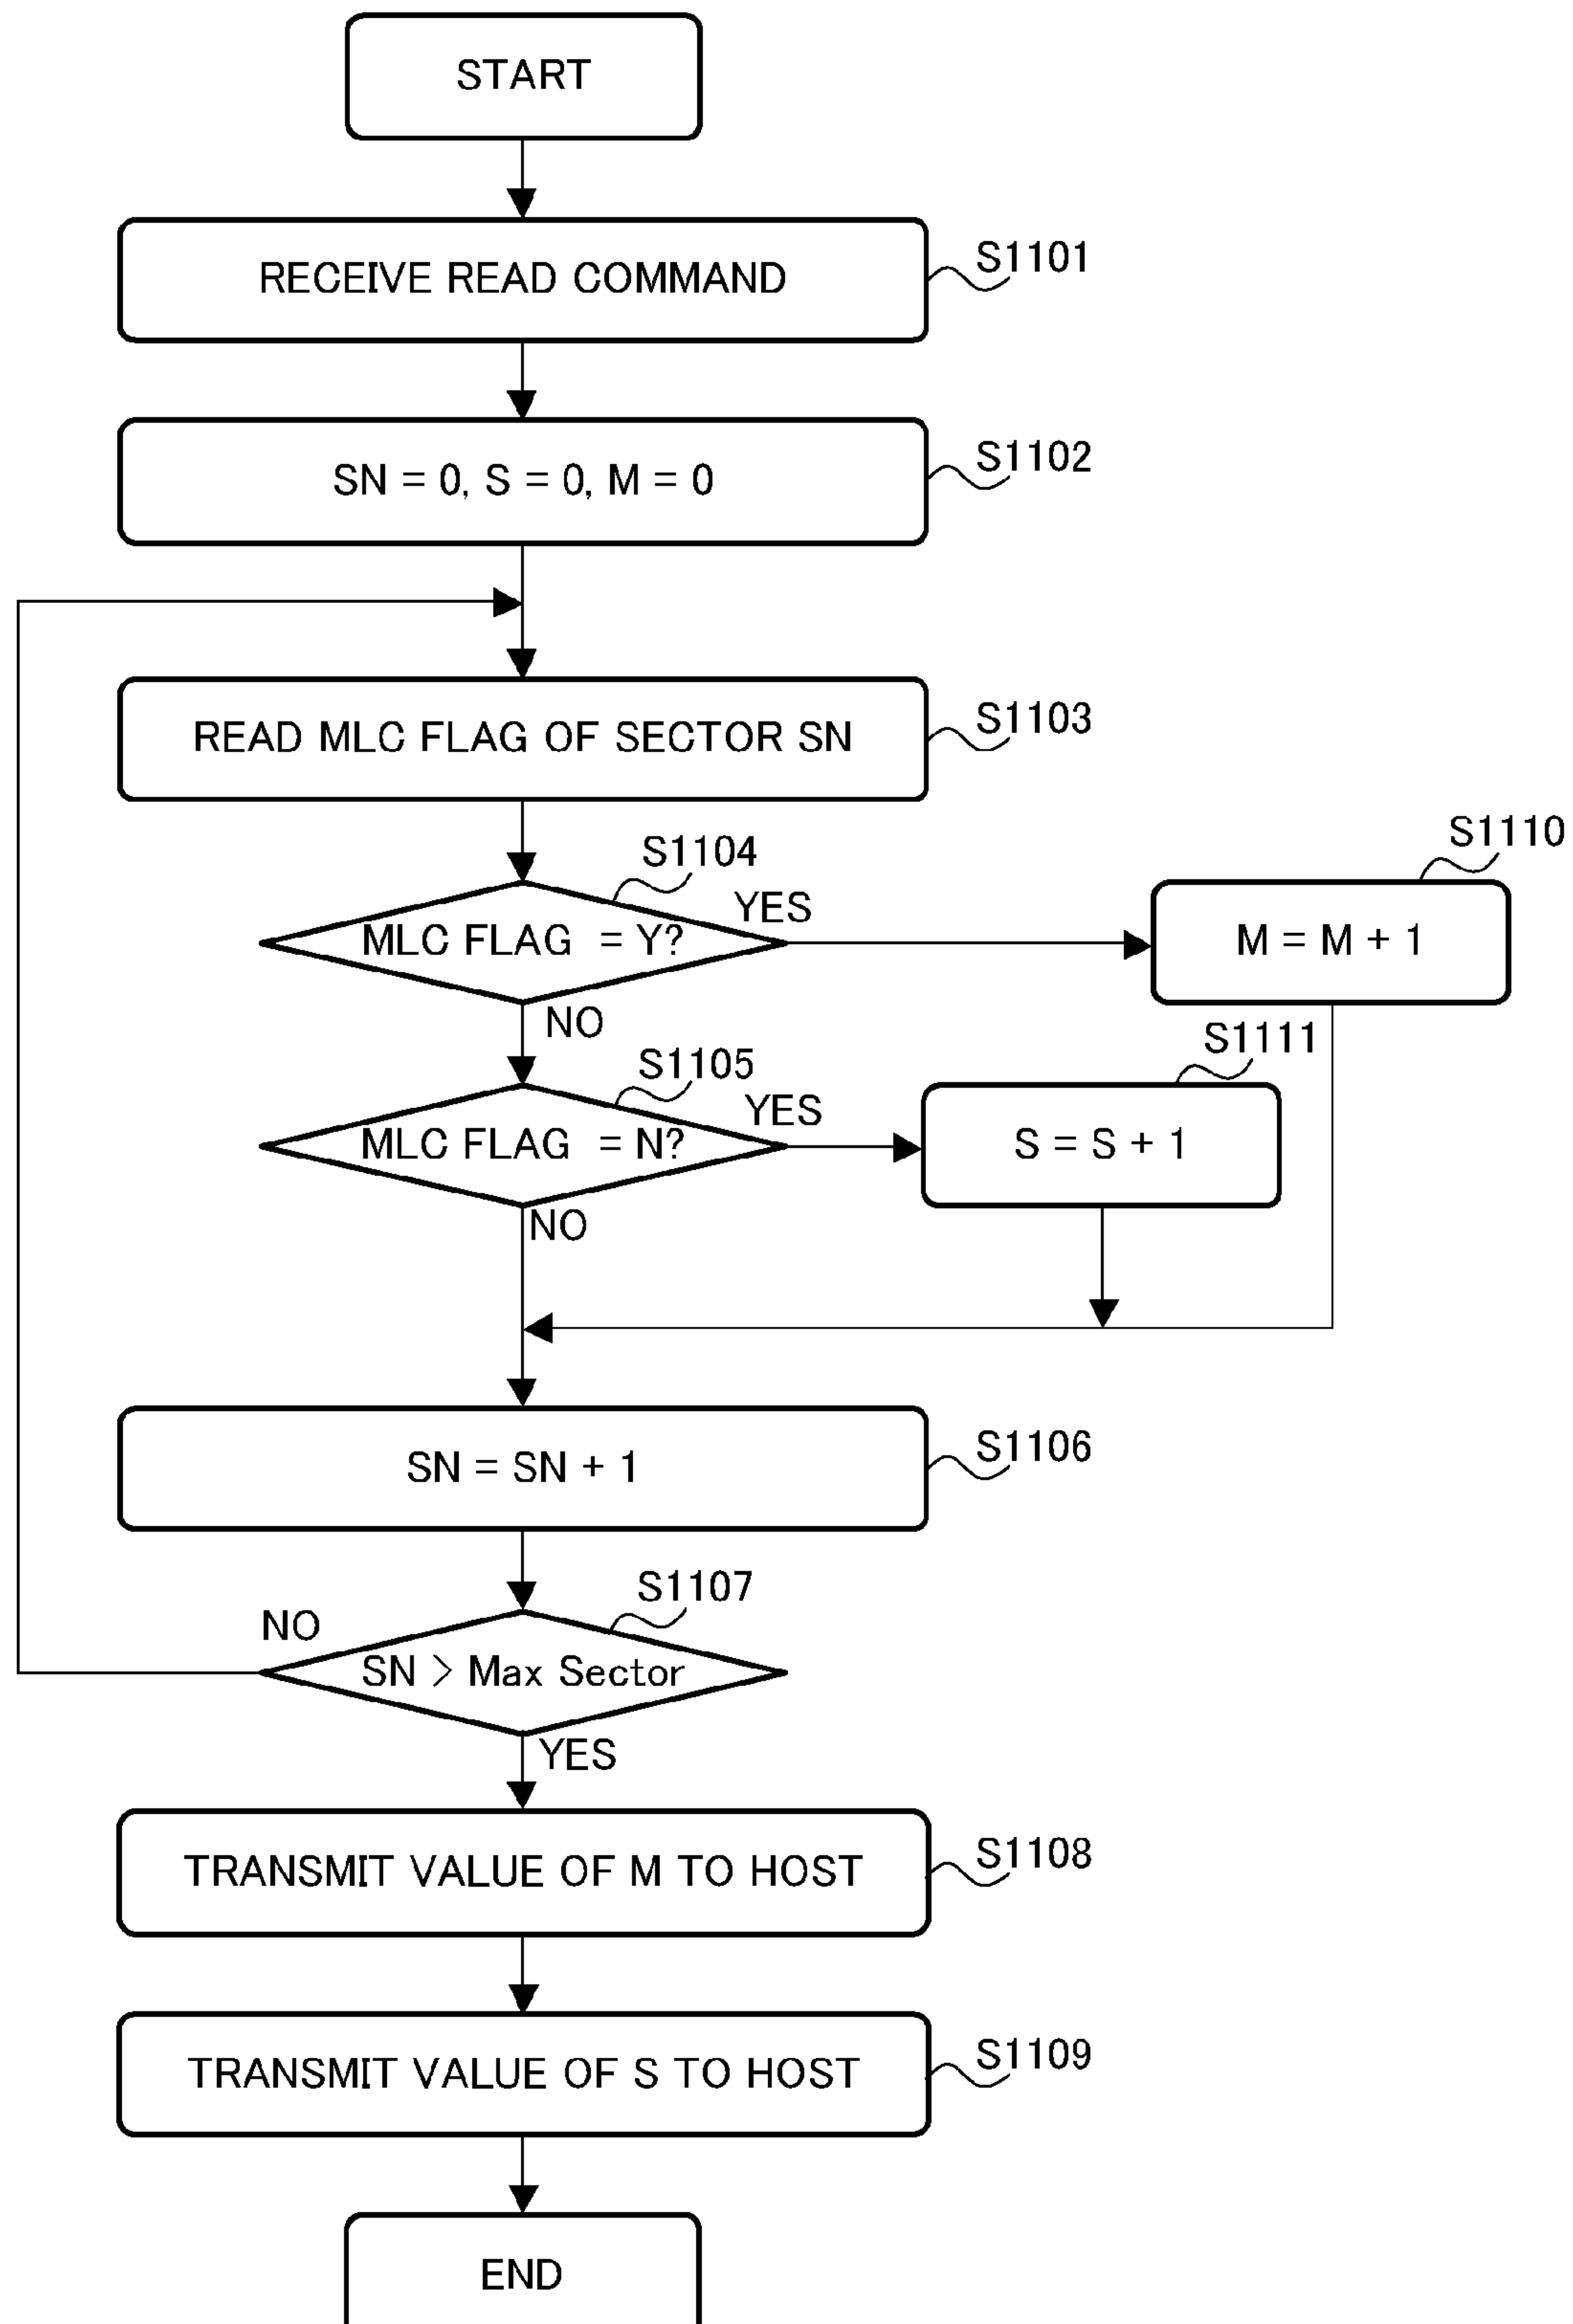 START
RECEIVE READ COMMAND
S1101
SN = 0, S = 0, M = 0
S1102
READ MLC FLAG OF SECTOR SN
S1103
S1104
MLC FLAG = Y?
YES
NO
S1110
M = M + 1
S1105
MLC FLAG = N?
YES
NO
S1111
S = S + 1
SN = SN + 1
S1106
S1107
SN > Max Sector
NO
YES
TRANSMIT VALUE OF M TO HOST
S1108
TRANSMIT VALUE OF S TO HOST
S1109
END